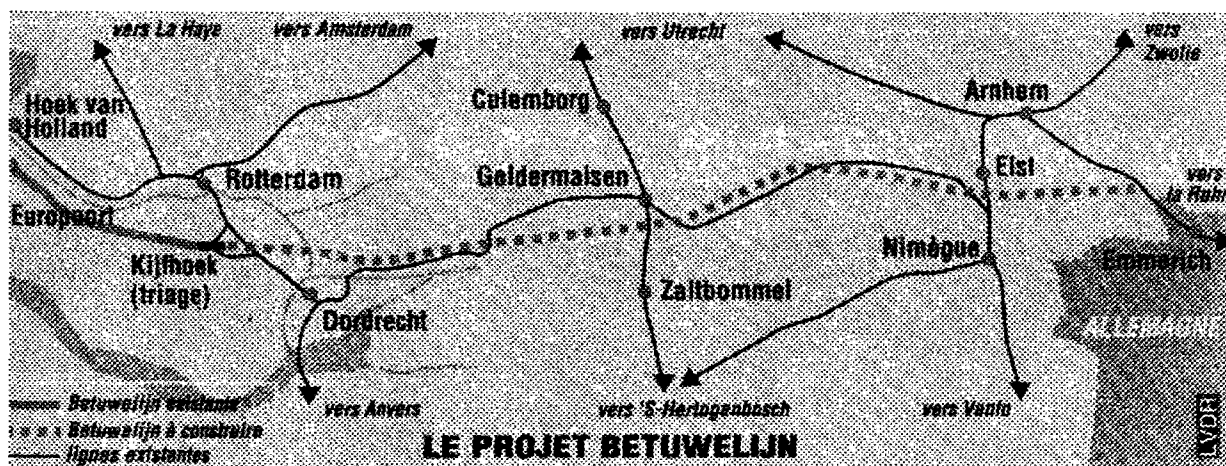 vers La Haye
vers Amsterdam
vers Utrecht
vers
Zwolle
Hoek van
Holland
Culemborg
Arnhem
Rotterdam
Geldermalsen
Elst
vers
la Ruhr
Europoort
Kijfhoek
(triage)
Nimègue
Emmerich
Zaltbommel
Dordrecht
ALLEMAGNE
Betuwelijn existante
vers Anvers
vers 'S-Hertogenbosch
vers Venlo
Betuwelijn à construire
lignes existantes
LE PROJET BETUWELIJN
LVDR